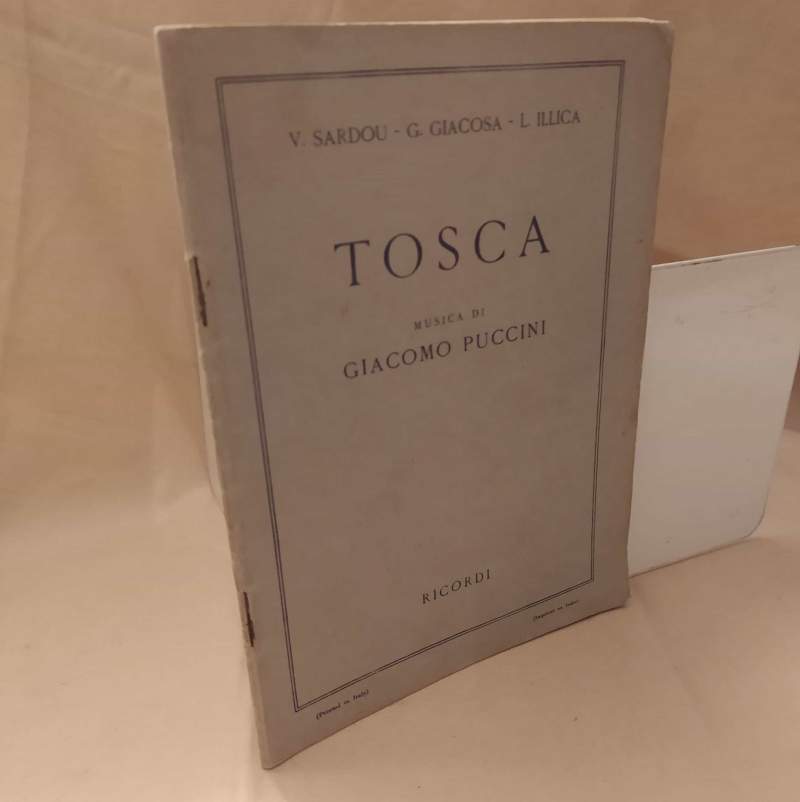 V. SARDOU - G. GIACOSA - L. ILLICA
TOSCA
MUSICA DI
GIACOMO PUCCINI
RICORDI
(Printed in Italy)